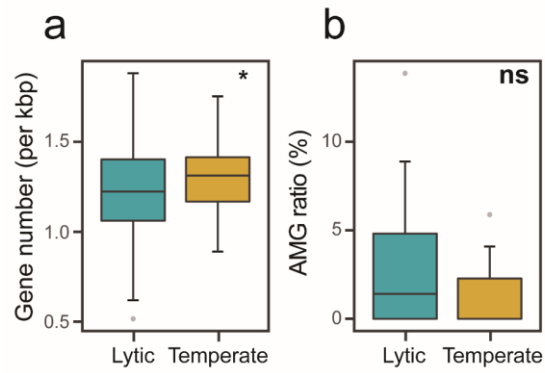 a
*
Gene number (per kbp)
1.5
1.0
0.5
Lytic Temperate
b
ns
AMG ratio (%)
10
5
0
Lytic Temperate